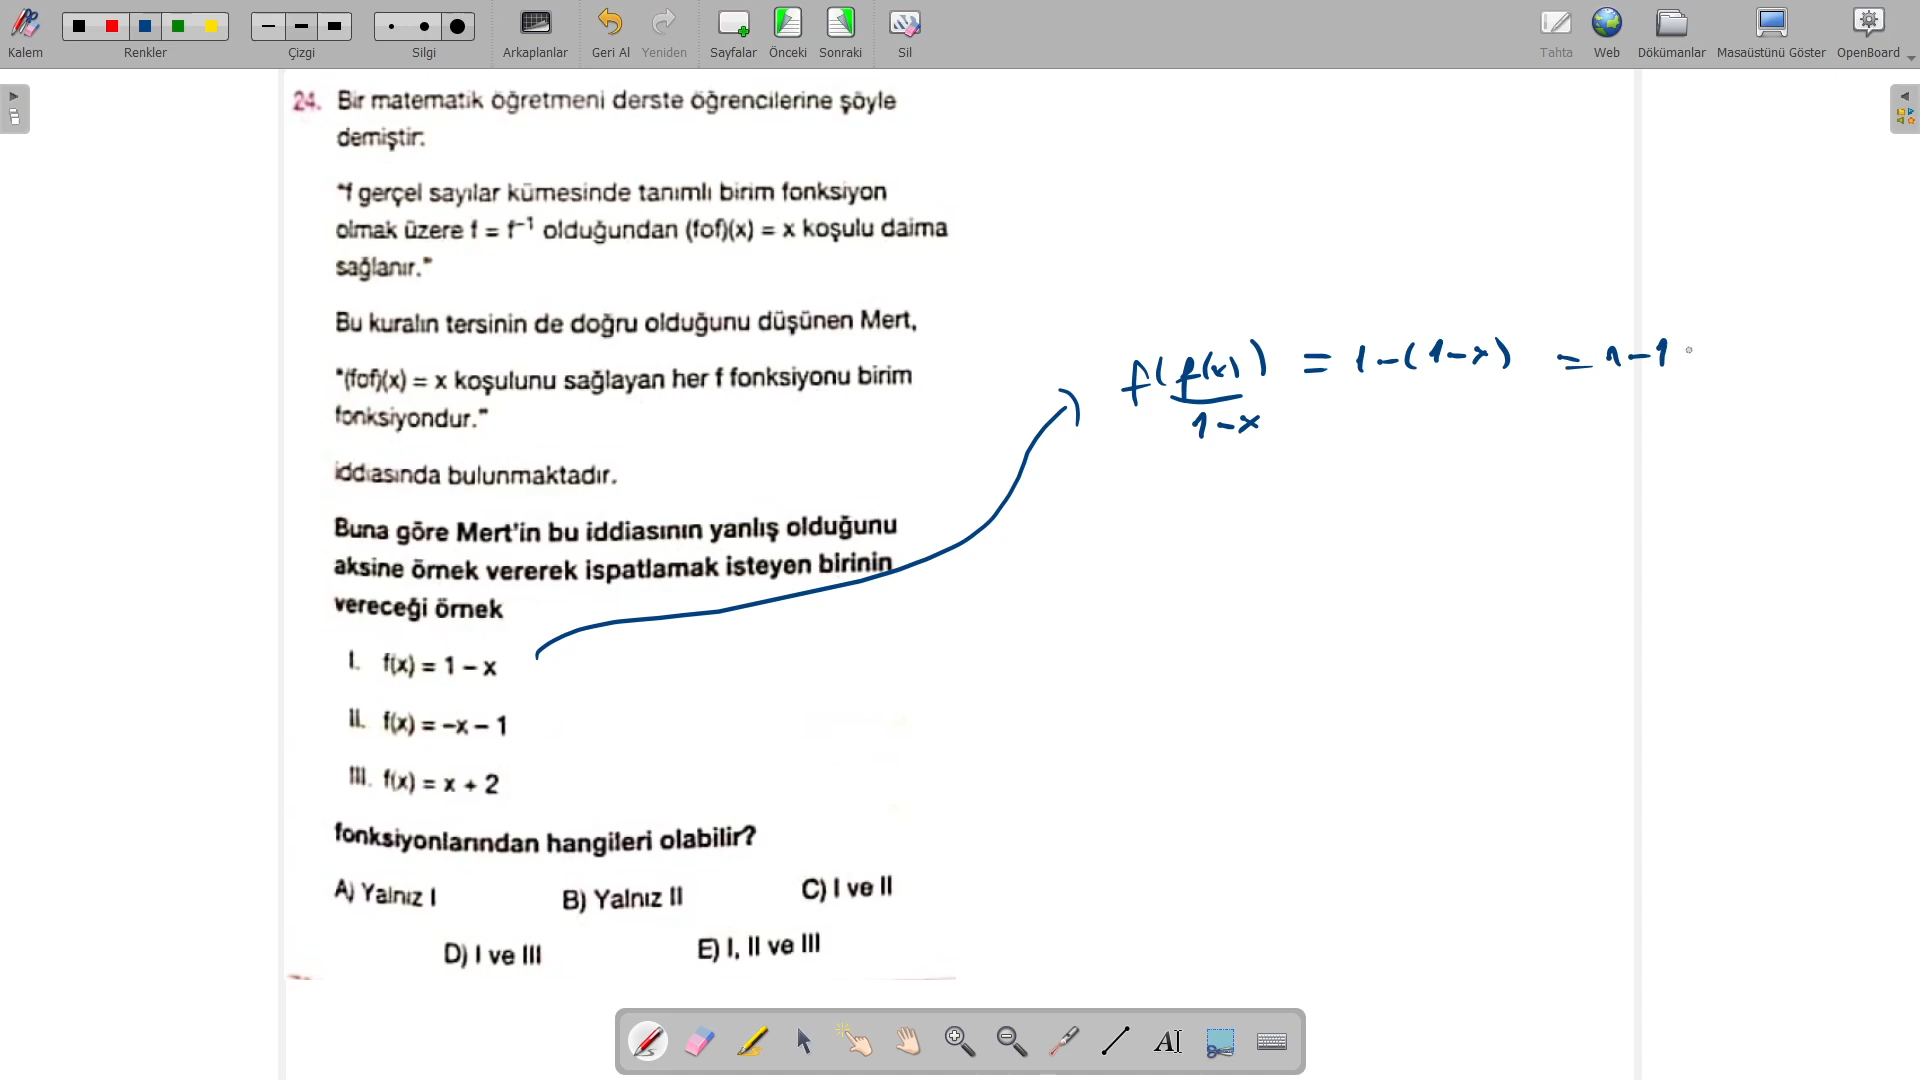 Kalem
Renkler
Çizgi
Silgi
Arkaplanlar
Geri Al
Yeniden
Sayfalar
Önceki
Sonraki
Sil
Tahta
Web
Dökümanlar
Masaüstünü Göster
OpenBoard
24. Bir matematik öğretmeni derste öğrencilerine şöyle
demiştir:
"f gerçel sayılar kümesinde tanımlı birim fonksiyon
olmak üzere f = f⁻¹ olduğundan (fof)(x) = x koşulu daima
sağlanır."
Bu kuralın tersinin de doğru olduğunu düşünen Mert,
"(fof)(x) = x koşulunu sağlayan her f fonksiyonu birim
fonksiyondur."
iddiasında bulunmaktadır.
Buna göre Mert'in bu iddiasının yanlış olduğunu
aksine örnek vererek ispatlamak isteyen birinin
vereceği örnek
I. f(x) = 1 – x
II. f(x) = –x – 1
III. f(x) = x + 2
fonksiyonlarından hangileri olabilir?
A) Yalnız I
B) Yalnız II
C) I ve II
D) I ve III
E) I, II ve III
f(f(x)) = 1-(1-x) = 1-1
1-x
AI